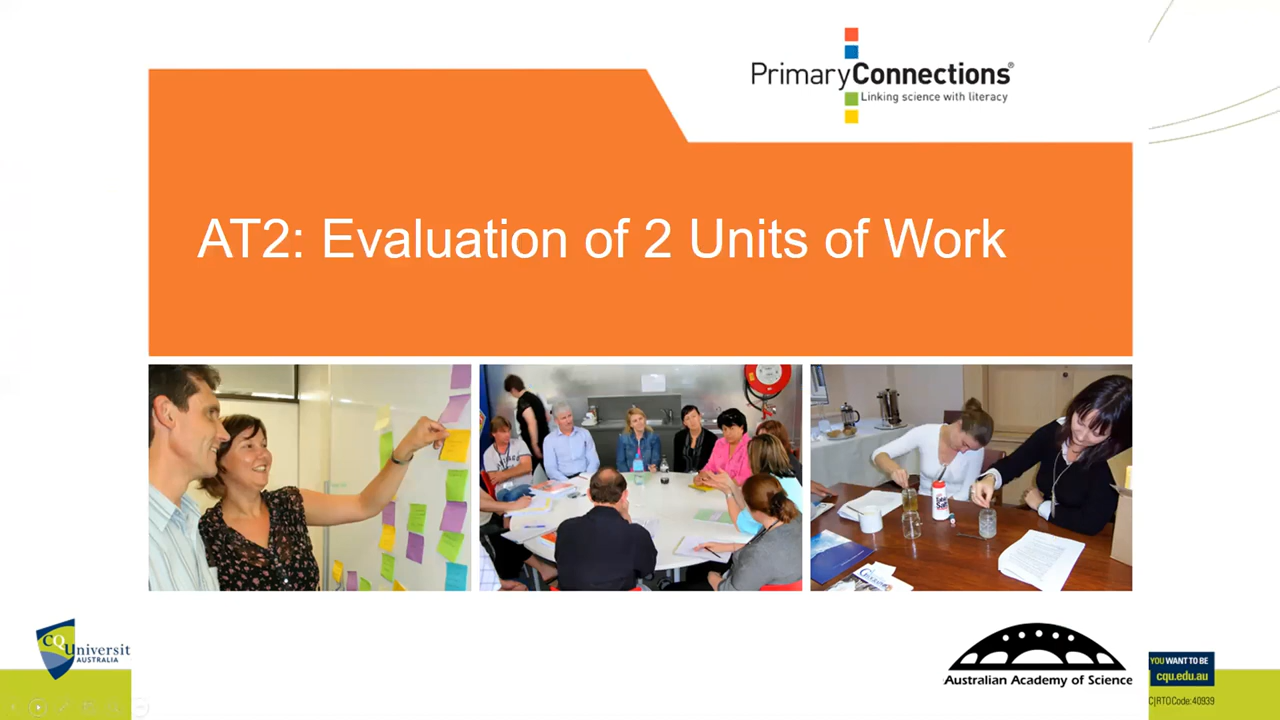 PrimaryConnections®
Linking science with literacy
AT2: Evaluation of 2 Units of Work
CQUniversit
AUSTRALIA
Australian Academy of Science
YOU WANT TO BE
cqu.edu.au
C|RTOCode:40939